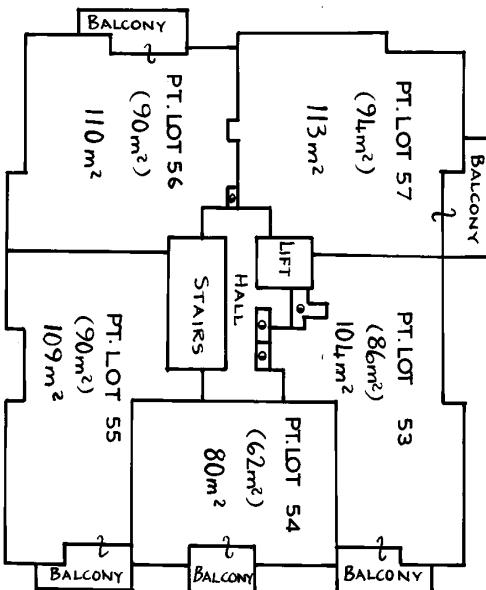 BALCONY
PT. LOT 56
(90m²)
110m²
PT. LOT 57
(94m²)
113m²
BALCONY
LIFT
HALL
STAIRS
PT. LOT 53
(86m²)
104m²
PT. LOT 55
(90m²)
109m²
PT. LOT 54
(62m²)
80m²
BALCONY
BALCONY
BALCONY